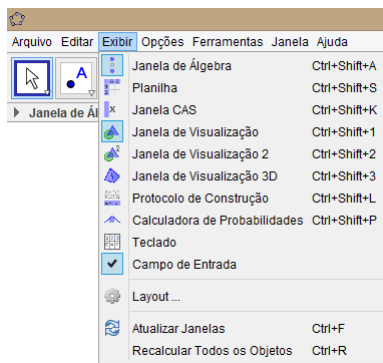 Arquivo Editar Exibir Opções Ferramentas Janela Ajuda
A
Janela de Ál
Janela de Álgebra Ctrl+Shift+A
Planilha Ctrl+Shift+S
x Janela CAS Ctrl+Shift+K
Janela de Visualização Ctrl+Shift+1
2 Janela de Visualização 2 Ctrl+Shift+2
Janela de Visualização 3D Ctrl+Shift+3
Protocolo de Construção Ctrl+Shift+L
Calculadora de Probabilidades Ctrl+Shift+P
Teclado
Campo de Entrada
Layout ...
Atualizar Janelas Ctrl+F
Recalcular Todos os Objetos Ctrl+R